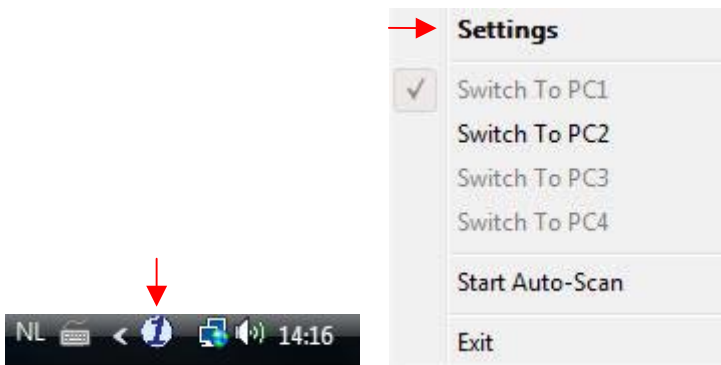 Settings
Switch To PC1
Switch To PC2
Switch To PC3
Switch To PC4
Start Auto-Scan
Exit
NL < 1 14:16